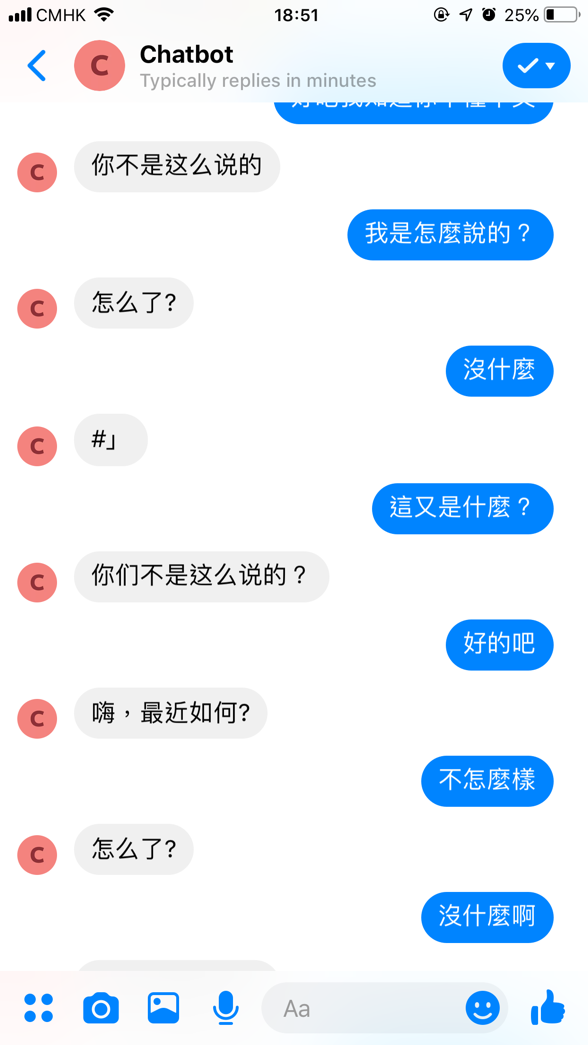 CMHK 18:51 25%
Chatbot
Typically replies in minutes
你不是这么说的
我是怎麼說的？
怎么了?
沒什麼
#」
這又是什麼？
你们不是这么说的？
好的吧
嗨，最近如何?
不怎麼樣
怎么了?
沒什麼啊
Aa